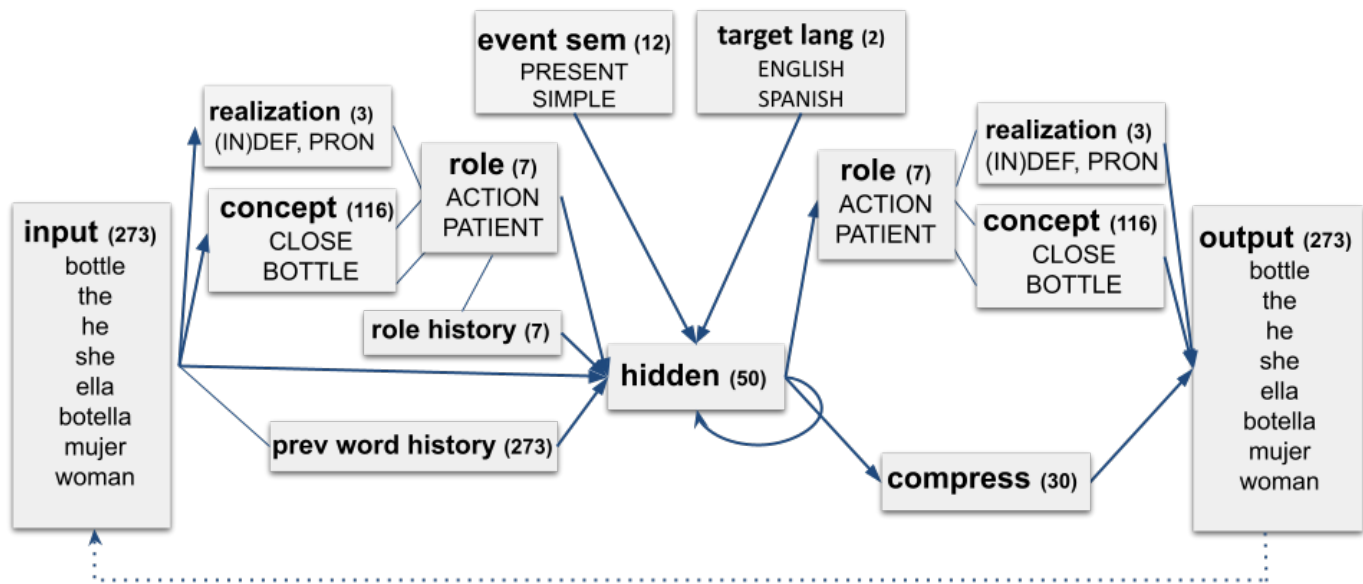 input (273)
bottle
the
he
she
ella
botella
mujer
woman
realization (3)
(IN)DEF, PRON
concept (116)
CLOSE
BOTTLE
role (7)
ACTION
PATIENT
role history (7)
prev word history (273)
event sem (12)
PRESENT
SIMPLE
target lang (2)
ENGLISH
SPANISH
hidden (50)
role (7)
ACTION
PATIENT
realization (3)
(IN)DEF, PRON
concept (116)
CLOSE
BOTTLE
compress (30)
output (273)
bottle
the
he
she
ella
botella
mujer
woman